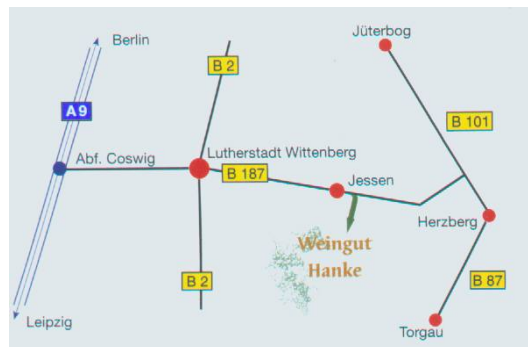 Berlin
Jüterbog
B 2
A9
B 101
Abf. Coswig
Lutherstadt Wittenberg
B 187
Jessen
Herzberg
Weingut
Hanke
B 2
B 87
Leipzig
Torgau